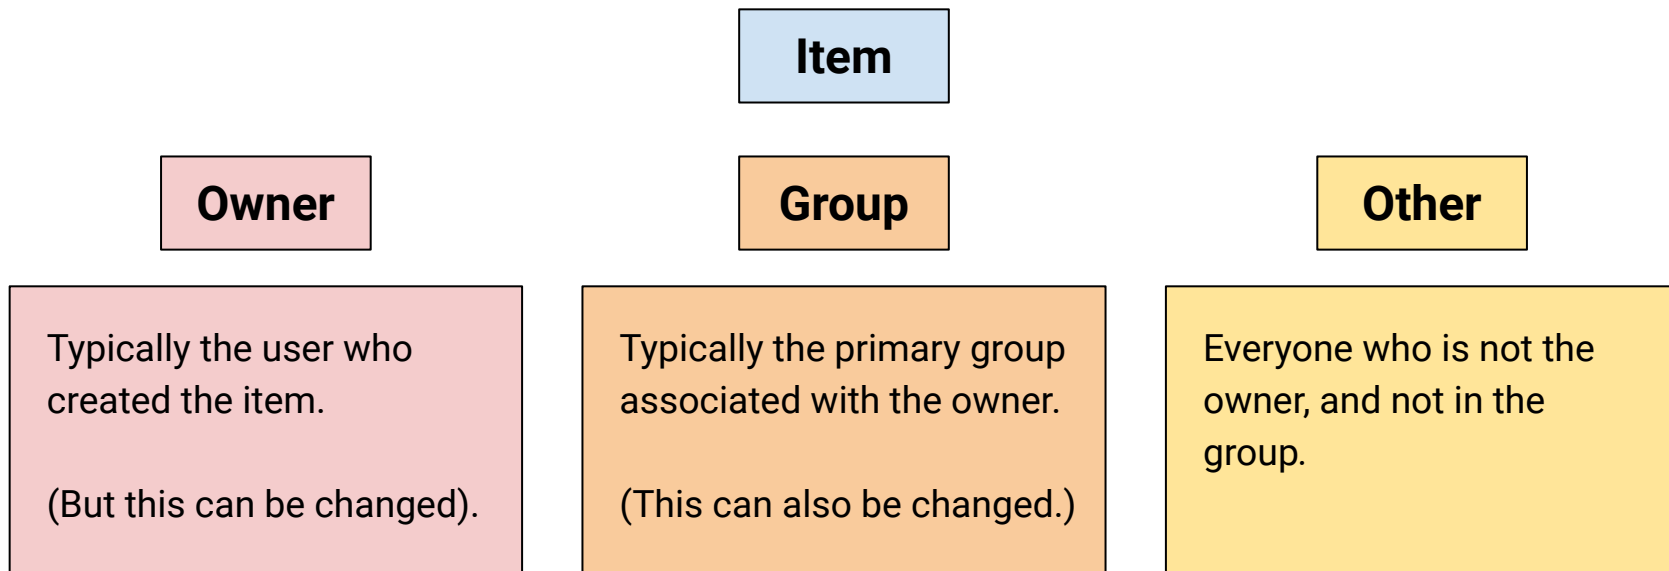 Item
Owner
Group
Other
Typically the user who
created the item.
(But this can be changed).
Typically the primary group
associated with the owner.
(This can also be changed.)
Everyone who is not the
owner, and not in the
group.